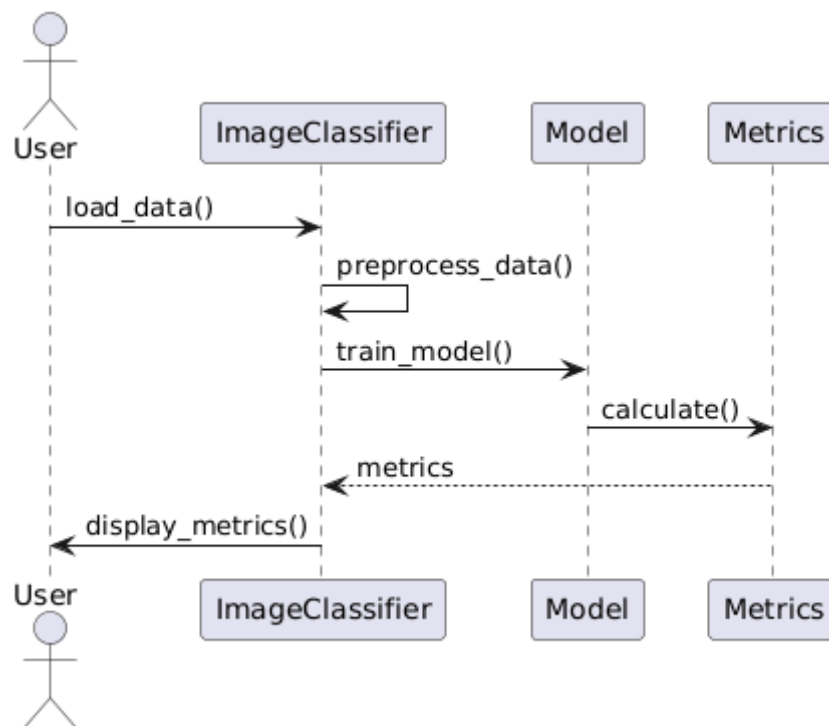 User
ImageClassifier
Model
Metrics
load_data()
preprocess_data()
train_model()
calculate()
metrics
display_metrics()
User
ImageClassifier
Model
Metrics